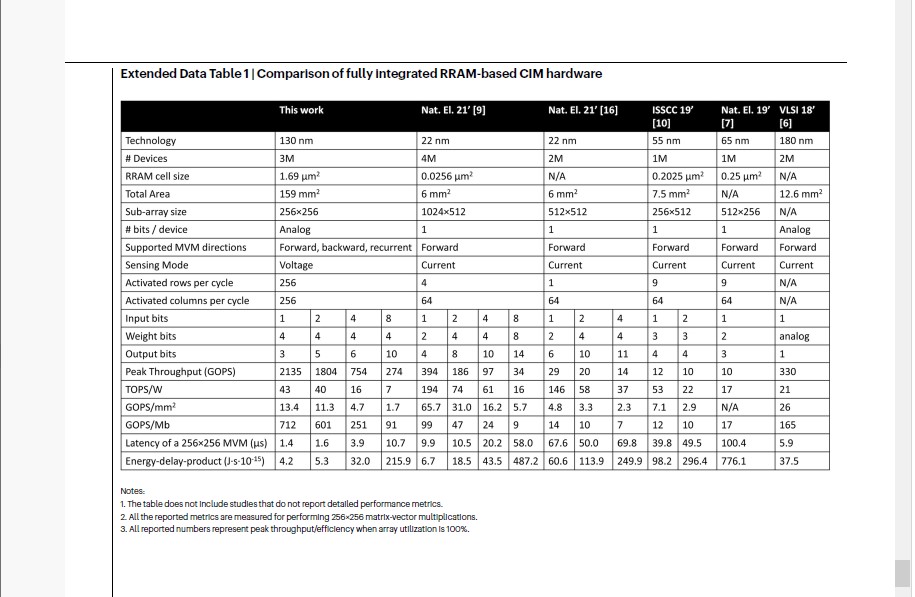 Extended Data Table 1 | Comparison of fully integrated RRAM-based CIM hardware
This work Nat. El. 21’ [9] Nat. El. 21’ [16] ISSCC 19’ [10] Nat. El. 19’ [7] VLSI 18’ [6]
Technology 130 nm 22 nm 22 nm 55 nm 65 nm 180 nm
# Devices 3M 4M 2M 1M 1M 2M
RRAM cell size 1.69 µm² 0.0256 µm² N/A 0.2025 µm² 0.25 µm² N/A
Total Area 159 mm² 6 mm² 6 mm² 7.5 mm² N/A 12.6 mm²
Sub-array size 256×256 1024×512 512×512 256×512 512×256 N/A
# bits / device Analog 1 1 1 1 Analog
Supported MVM directions Forward, backward, recurrent Forward Forward Forward Forward Forward
Sensing Mode Voltage Current Current Current Current Current
Activated rows per cycle 256 4 1 9 9 N/A
Activated columns per cycle 256 64 64 64 64 N/A
Input bits 1 2 4 8 1 2 4 8 1 2 4 1 2 1 1
Weight bits 4 4 4 4 2 4 4 8 2 4 4 3 3 3 analog
Output bits 3 5 6 10 4 8 10 14 6 10 11 4 4 3 1
Peak Throughput (GOPS) 2135 1804 754 274 394 186 97 34 29 20 14 12 10 10 330
TOPS/W 43 40 16 7 194 74 61 16 146 58 37 53 22 17 21
GOPS/mm² 13.4 11.3 4.7 1.7 65.7 31.0 16.2 5.7 4.8 3.3 2.3 7.1 2.9 N/A 26
GOPS/Mb 712 601 251 91 99 47 24 9 14 10 7 12 10 17 165
Latency of a 256×256 MVM (µs) 1.4 1.6 3.9 10.7 9.9 10.5 20.2 58.0 67.6 50.0 69.8 39.8 49.5 100.4 5.9
Energy-delay-product (J·s·10⁻¹⁵) 4.2 5.3 32.0 215.9 6.7 18.5 43.5 487.2 60.6 113.9 249.9 98.2 296.4 776.1 37.5
Notes:
1. The table does not include studies that do not report detailed performance metrics.
2. All the reported metrics are measured for performing 256×256 matrix-vector multiplications.
3. All reported numbers represent peak throughput/efficiency when array utilization is 100%.